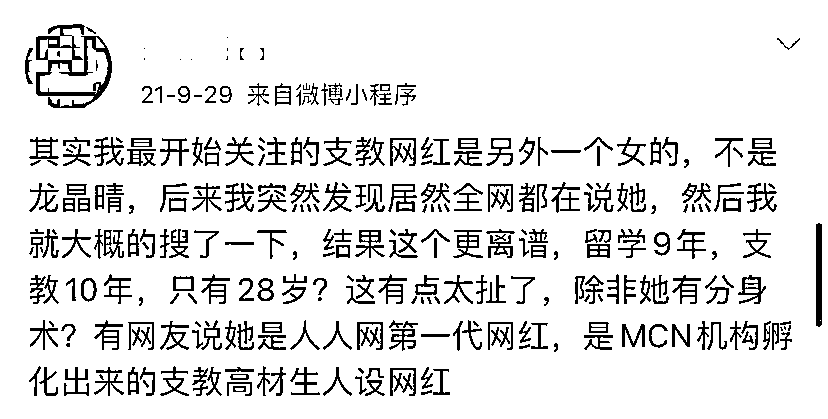 21-9-29 来自微博小程序
其实我最开始关注的支教网红是另外一个女的，不是
龙晶晴，后来我突然发现居然全网都在说她，然后我
就大概的搜了一下，结果这个更离谱，留学9年，支
教10年，只有28岁？这有点太扯了，除非她有分身
术？有网友说她是人人网第一代网红，是MCN机构孵
化出来的支教高材生人设网红